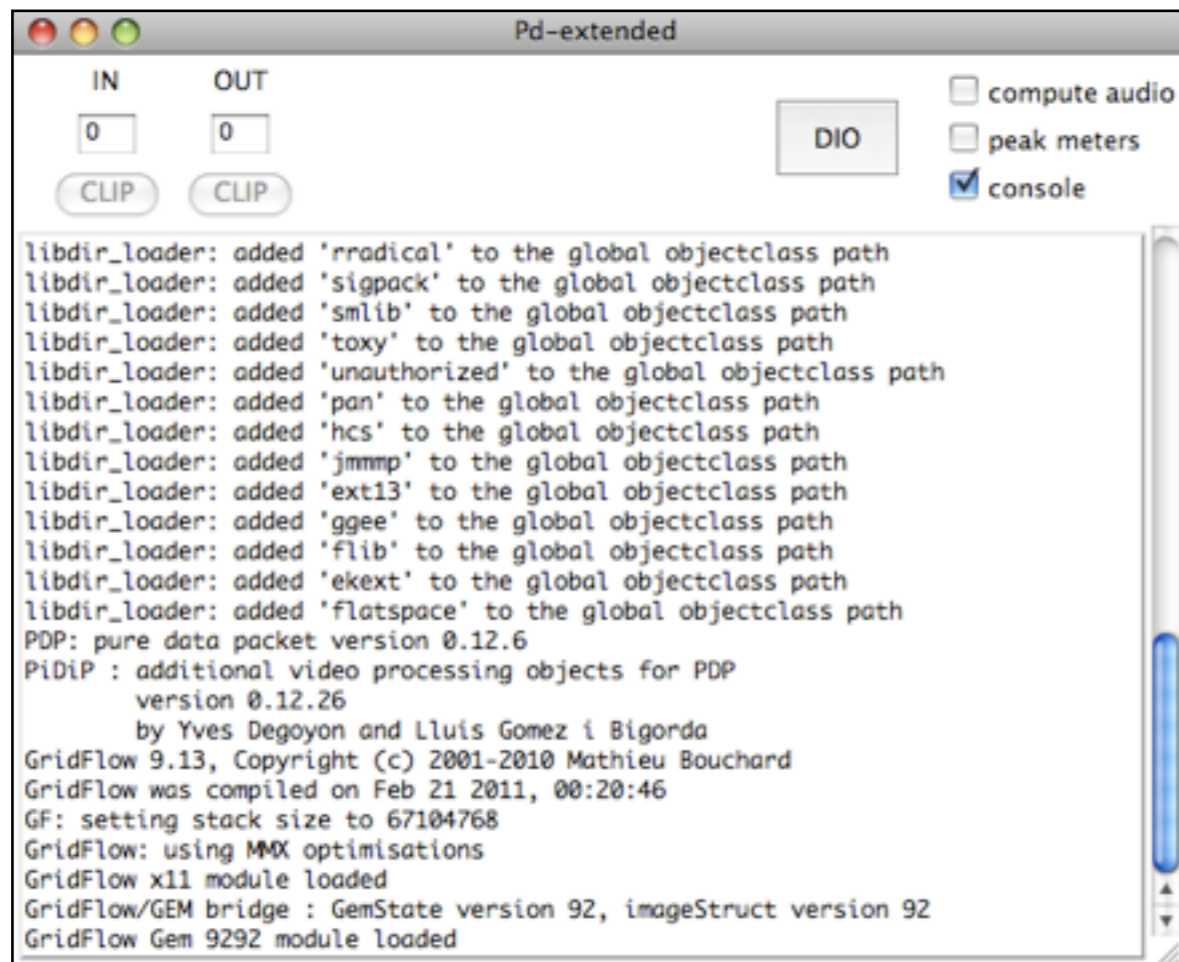 Pd-extended
IN OUT
0 0
CLIP CLIP
DIO
compute audio
peak meters
console
libdir_loader: added 'rradical' to the global objectclass path
libdir_loader: added 'sigpack' to the global objectclass path
libdir_loader: added 'smlib' to the global objectclass path
libdir_loader: added 'toxy' to the global objectclass path
libdir_loader: added 'unauthorized' to the global objectclass path
libdir_loader: added 'pan' to the global objectclass path
libdir_loader: added 'hcs' to the global objectclass path
libdir_loader: added 'jmmmp' to the global objectclass path
libdir_loader: added 'ext13' to the global objectclass path
libdir_loader: added 'ggee' to the global objectclass path
libdir_loader: added 'flib' to the global objectclass path
libdir_loader: added 'ekext' to the global objectclass path
libdir_loader: added 'flatspace' to the global objectclass path
PDP: pure data packet version 0.12.6
PiDiP : additional video processing objects for PDP
version 0.12.26
by Yves Degoyon and Lluis Gomez i Bigorda
GridFlow 9.13, Copyright (c) 2001-2010 Mathieu Bouchard
GridFlow was compiled on Feb 21 2011, 00:20:46
GF: setting stack size to 67104768
GridFlow: using MMX optimisations
GridFlow x11 module loaded
GridFlow/GEM bridge : GemState version 92, imageStruct version 92
GridFlow Gem 9292 module loaded